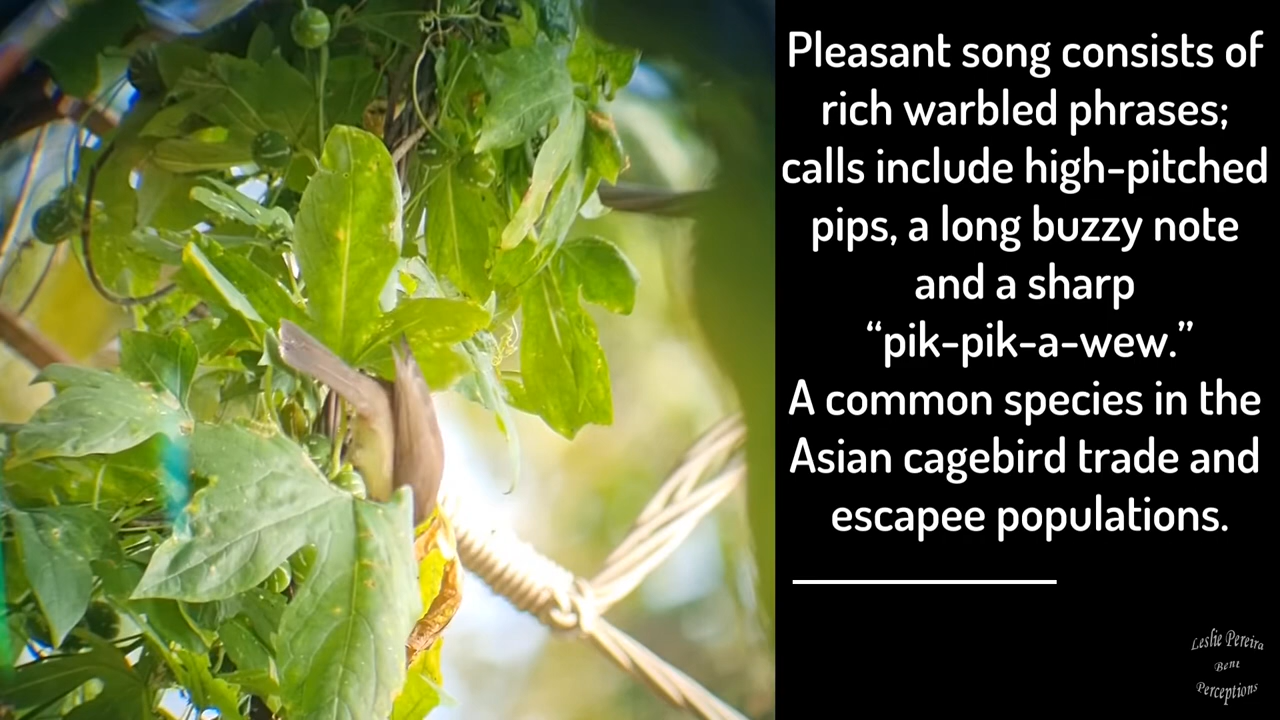 Pleasant song consists of
rich warbled phrases;
calls include high-pitched
pips, a long buzzy note
and a sharp
“pik-pik-a-wew.”
A common species in the
Asian cagebird trade and
escapee populations.
Leslie Pereira
Bent
Perceptions